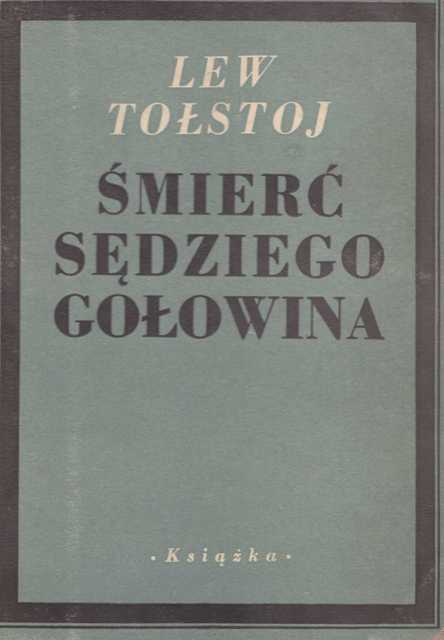 LEW
TOŁSTOJ
ŚMIERĆ
SĘDZIEGO
GOŁOWINA
· Książka ·